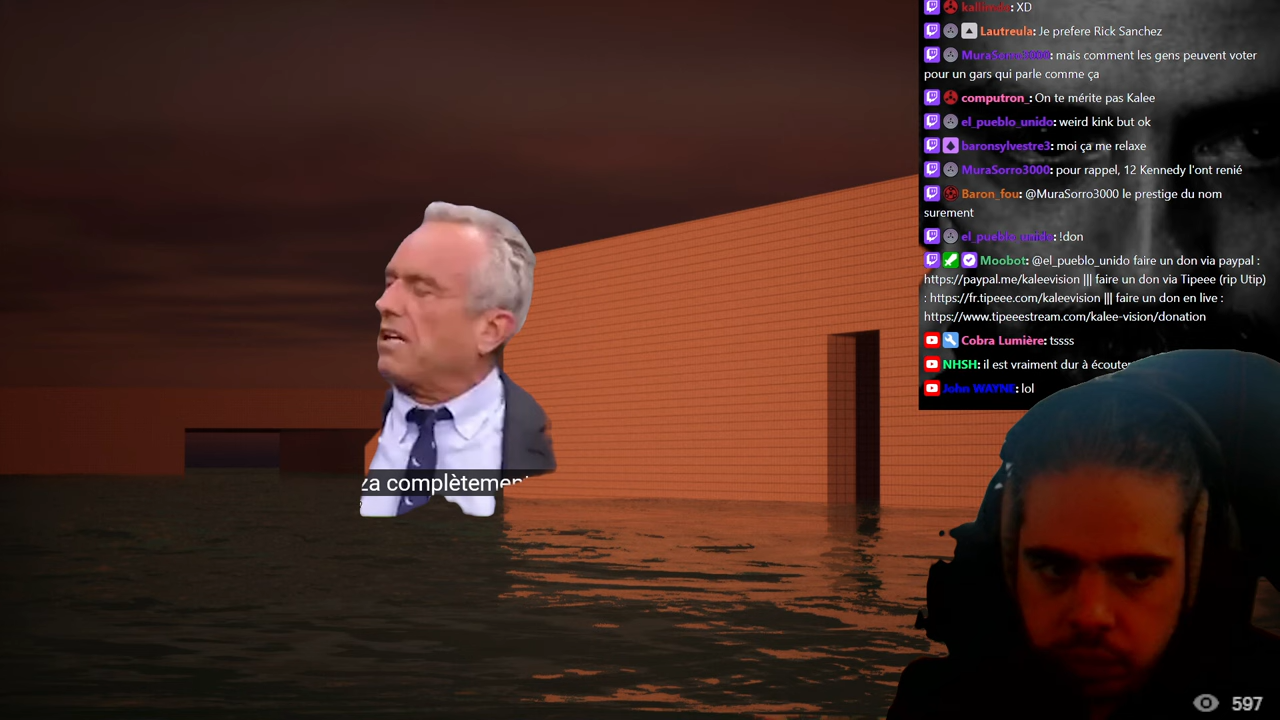 kallimabi: XD
Lautreula: Je prefere Rick Sanchez
MuraSorro3000: mais comment les gens peuvent voter
pour un gars qui parle comme ça
computron_: On te mérite pas Kalee
el_pueblo_unido: weird kink but ok
baronsylvestre3: moi ça me relaxe
MuraSorro3000: pour rappel, 12 Kennedy l'ont renié
Baron_fou: @MuraSorro3000 le prestige du nom
surement
el_pueblo_unido: !don
Moobot: @el_pueblo_unido faire un don via paypal :
https://paypal.me/kaleevision ||| faire un don via Tipeee (rip Utip)
: https://fr.tipeee.com/kaleevision ||| faire un don en live :
https://www.tipeeestream.com/kalee-vision/donation
Cobra Lumière: tssss
NHSH: il est vraiment dur à écouter
John WAYNE: lol
za complètement
597